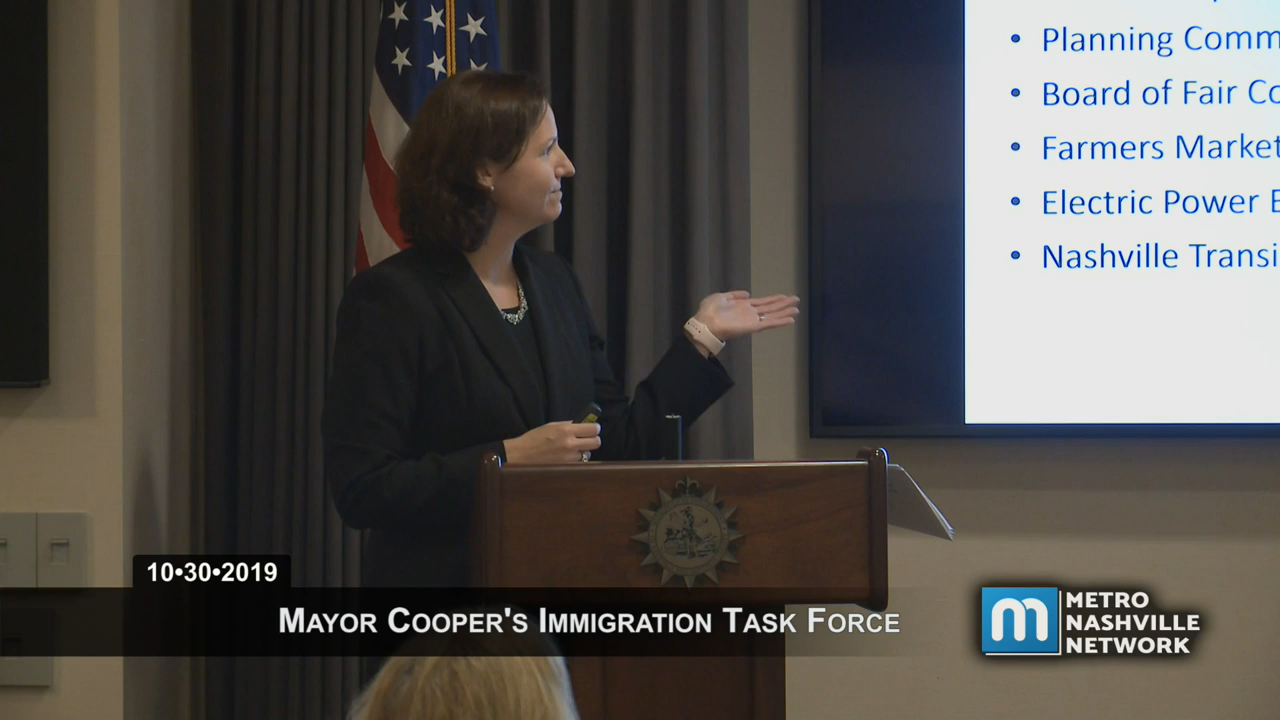 Planning Comm
Board of Fair Co
Farmers Market
Electric Power E
Nashville Transi
10•30•2019
MAYOR COOPER'S IMMIGRATION TASK FORCE
m METRO
NASHVILLE
NETWORK